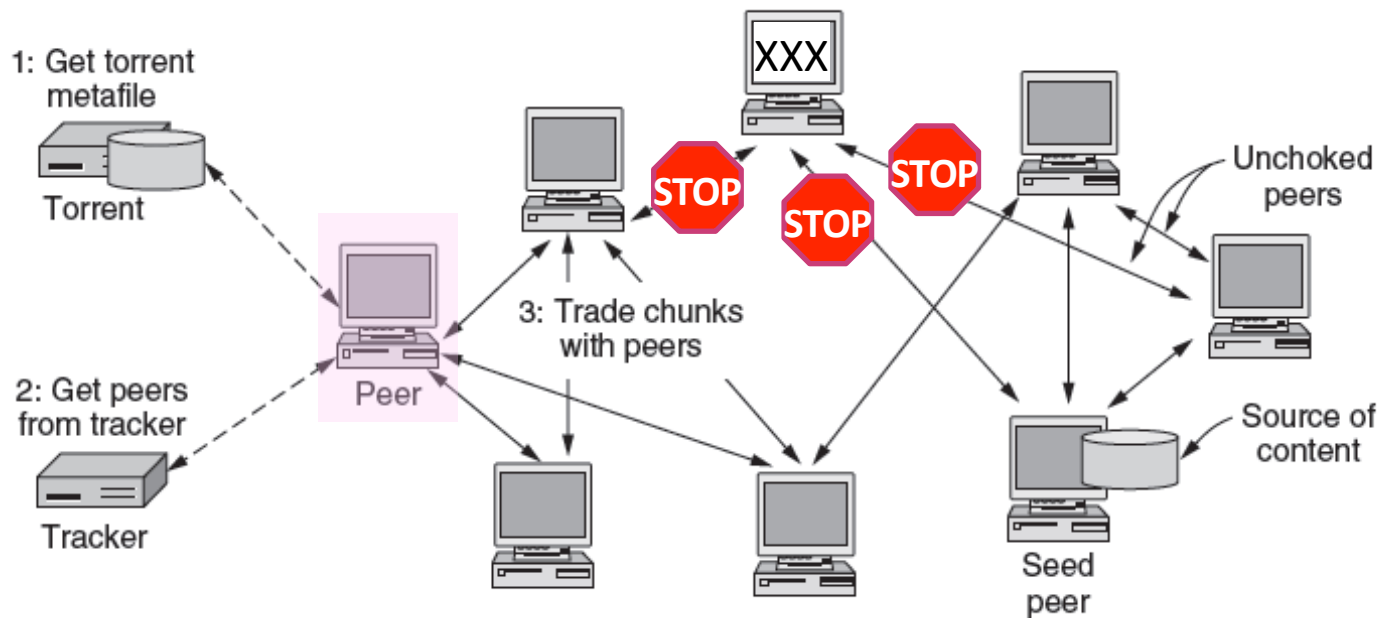 1: Get torrent
metafile
Torrent
XXX
STOP
STOP
STOP
Unchoked
peers
3: Trade chunks
with peers
Peer
2: Get peers
from tracker
Tracker
Source of
content
Seed
peer